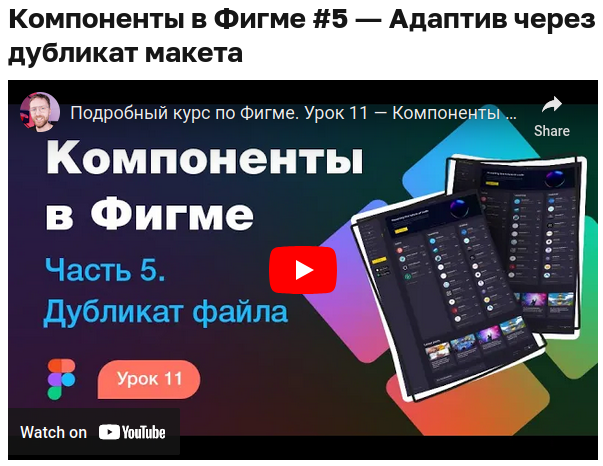 Компоненты в Фигме #5 — Адаптив через
дубликат макета
Подробный курс по Фигме. Урок 11 — Компоненты ...
Share
Компоненты
в Фигме
Часть 5.
Дубликат файла
Урок 11
Watch on YouTube